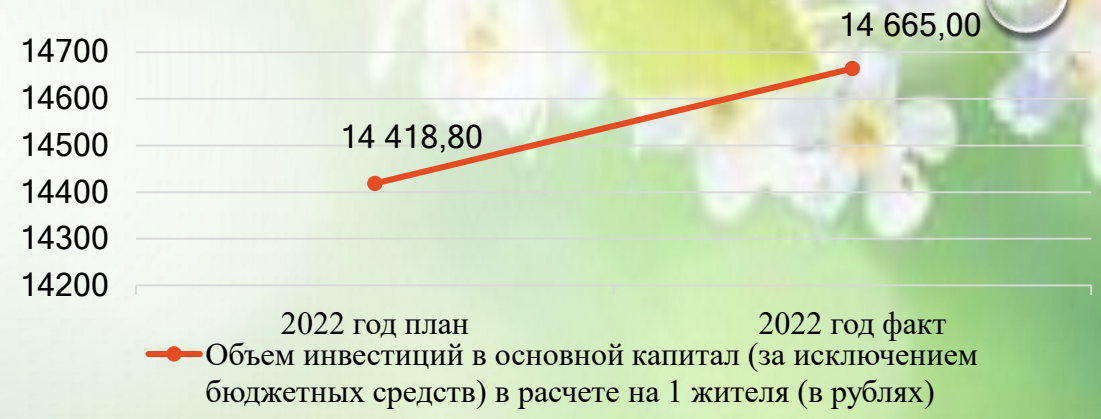 14 665,00
14700
14600
14 418,80
14500
14400
14300
14200
2022 год план
2022 год факт
Объем инвестиций в основной капитал (за исключением
бюджетных средств) в расчете на 1 жителя (в рублях)